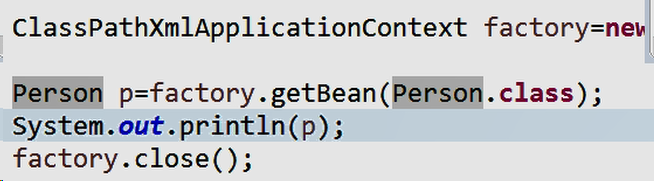 ClassPathXmlApplicationContext factory=new
Person p=factory.getBean(Person.class);
System.out.println(p);
factory.close();